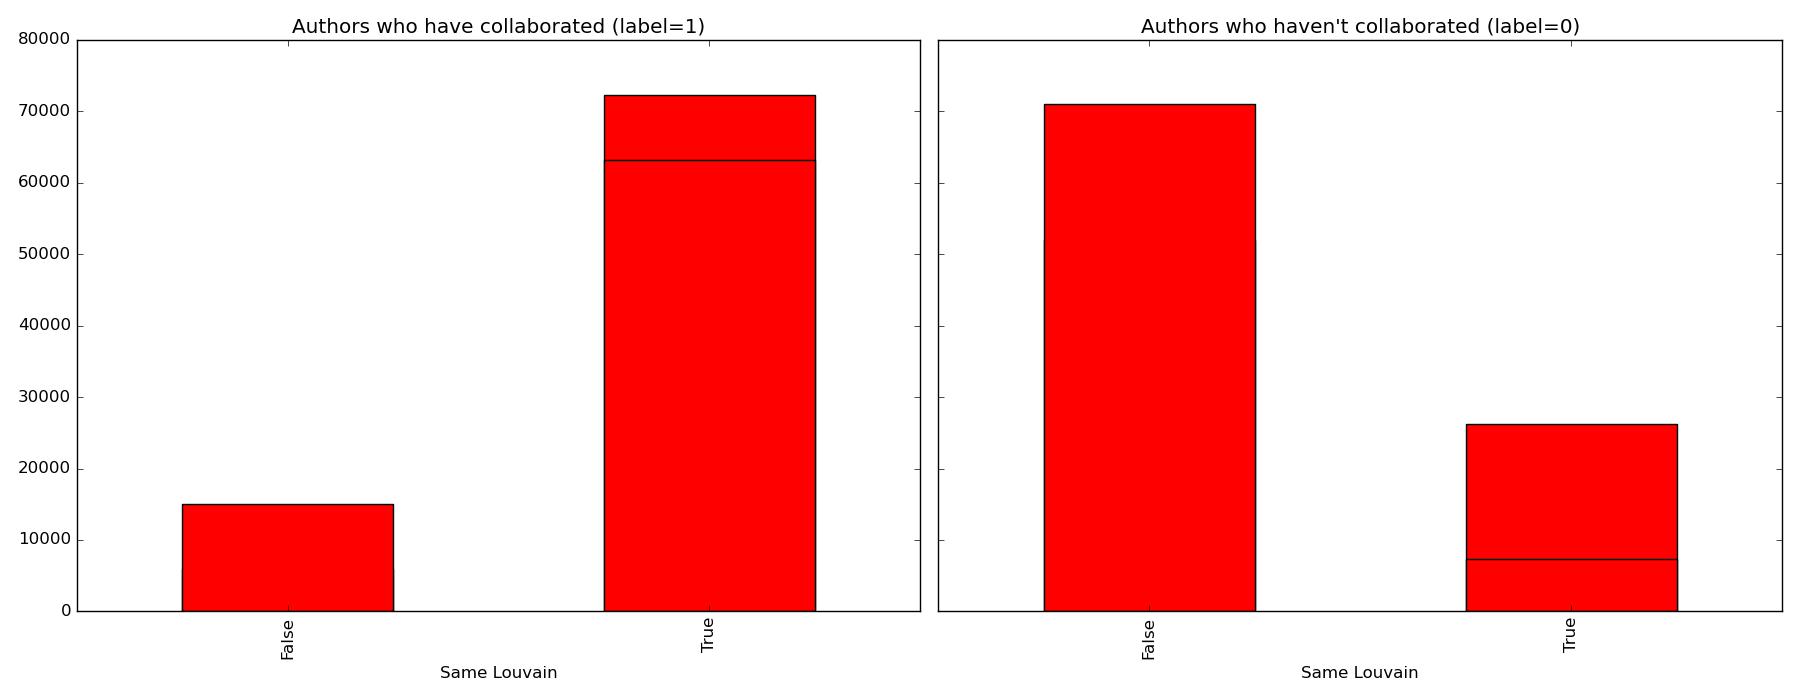 Authors who have collaborated (label=1)
Authors who haven't collaborated (label=0)
80000
70000
60000
50000
40000
30000
20000
10000
0
False
True
False
True
Same Louvain
Same Louvain